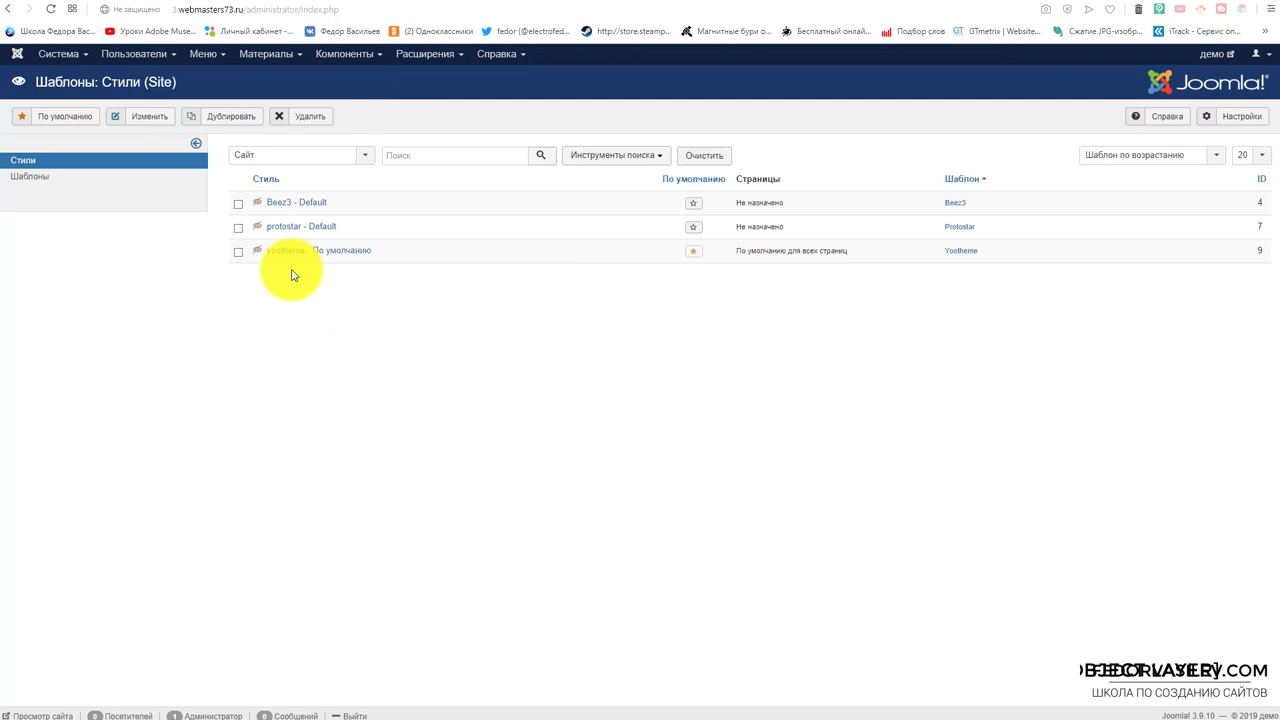 Не защищено 3.webmasters73.ru/administrator/index.php
Школа Федора Вас... Уроки Adobe Muse... Личный кабинет -... Федор Васильев (2) Одноклассники fedor (@electrofed... http://store.steamp... Магнитные бури о... Бесплатный онлай... Подбор слов GTmetrix | Website... Сжатие JPG-изобр... iTrack - Сервис оп... »
Система Пользователи Меню Материалы Компоненты Расширения Справка демо
Шаблоны: Стили (Site) Joomla!®
По умолчанию Изменить Дублировать Удалить Справка Настройки
Стили
Шаблоны
Сайт Поиск Инструменты поиска Очистить Шаблон по возрастанию 20
Стиль По умолчанию Страницы Шаблон ID
Beez3 - Default Не назначено Beez3 4
protostar - Default Не назначено Protostar 7
yootheme - По умолчанию По умолчанию для всех страниц Yootheme 9
ШКОЛА ПО СОЗДАНИЮ САЙТОВ
Просмотр сайта 0 Посетителей 1 Администратор 0 Сообщений Выйти Joomla! 3.9.10 — © 2019 демо